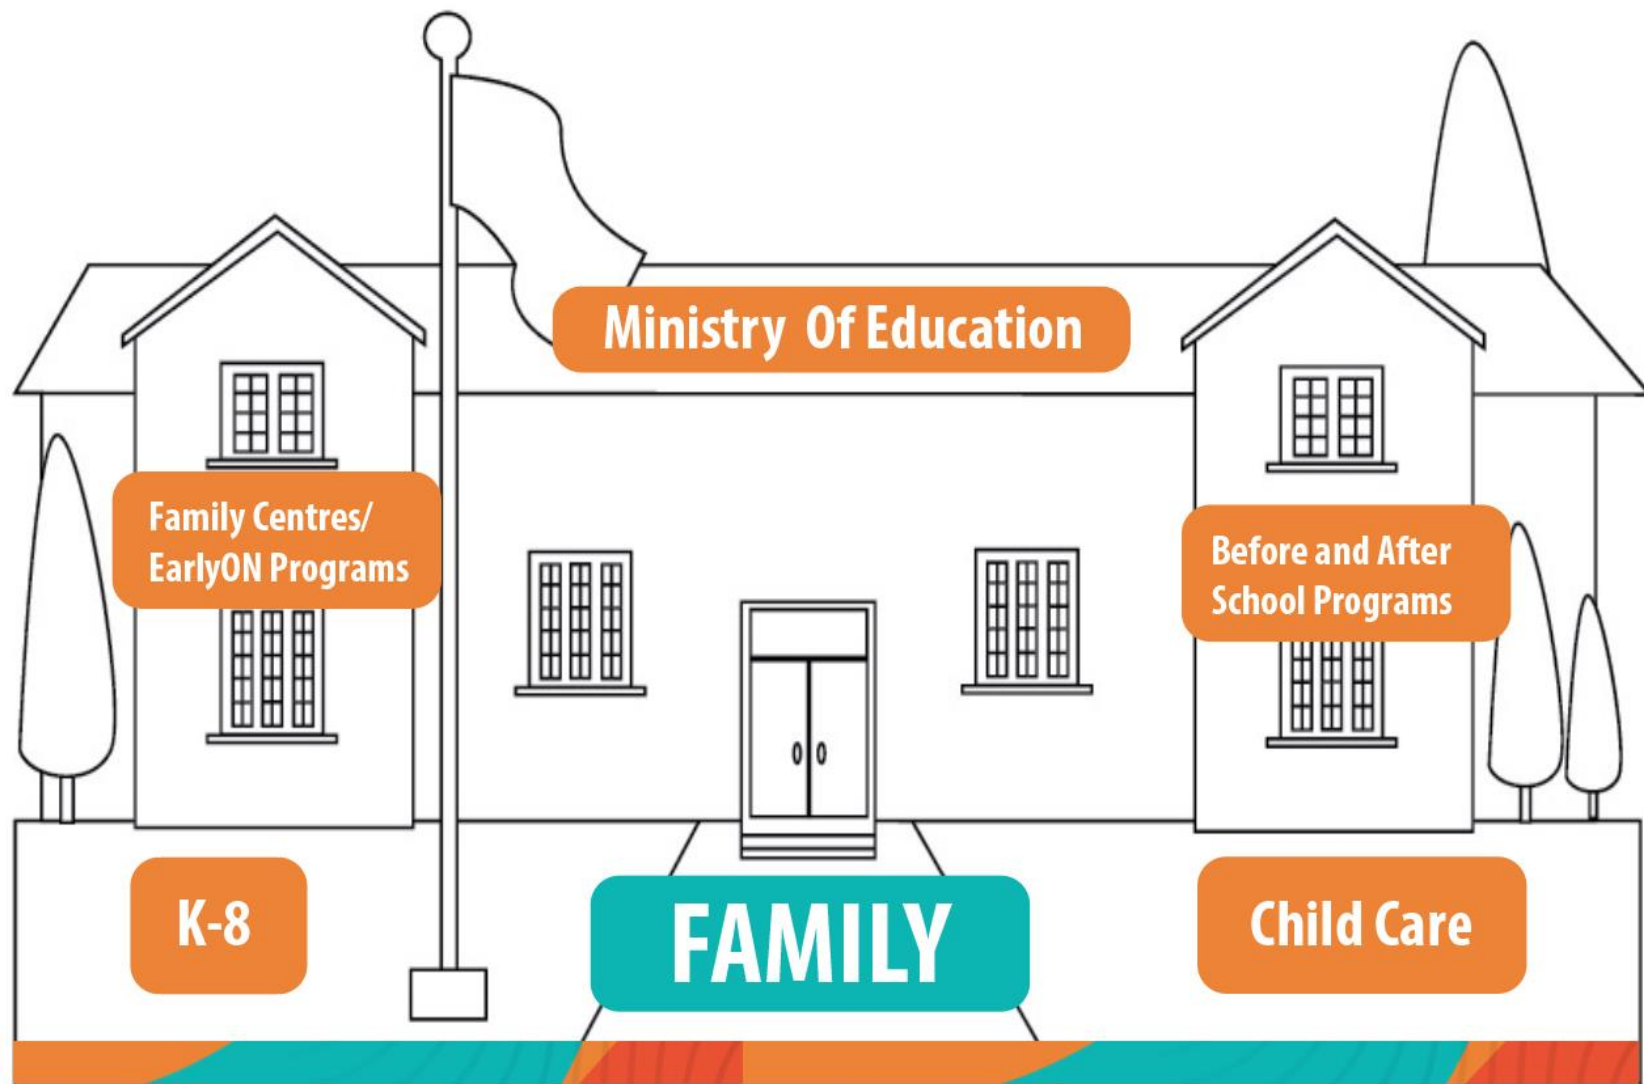 Ministry Of Education
Family Centres/
EarlyON Programs
Before and After
School Programs
K-8
FAMILY
Child Care